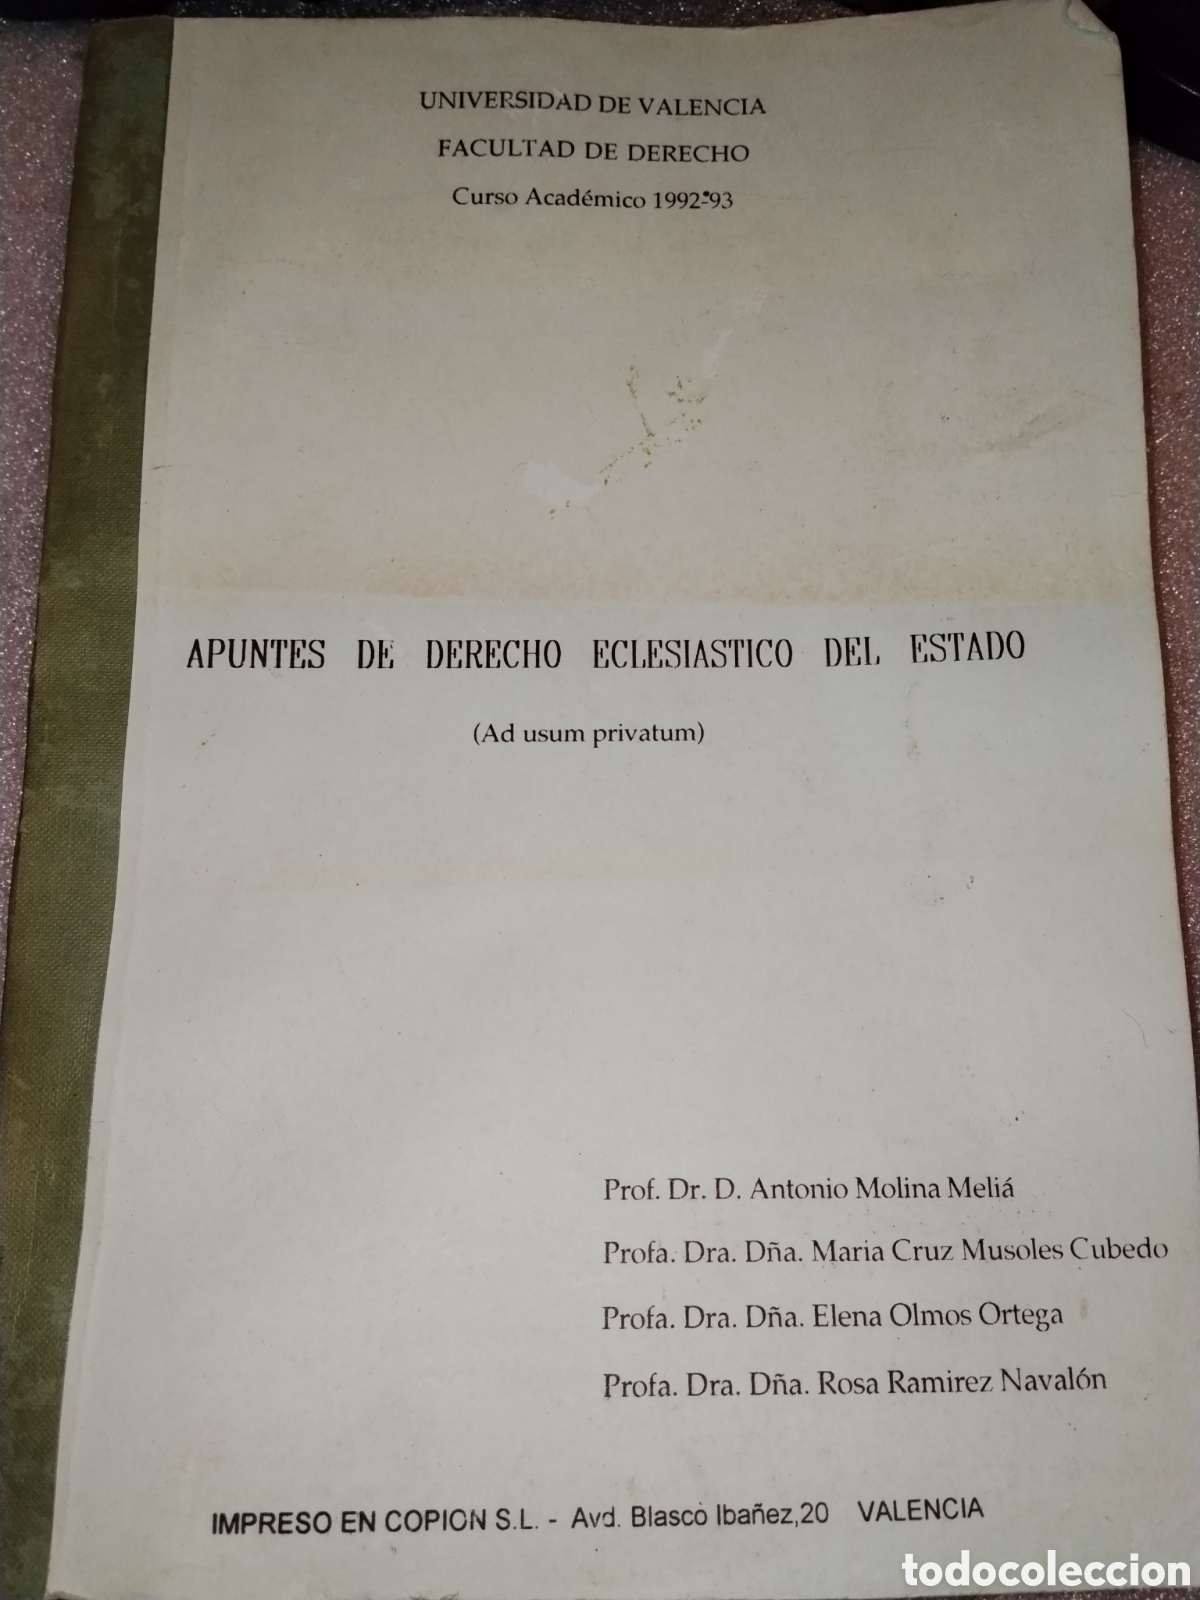 UNIVERSIDAD DE VALENCIA
FACULTAD DE DERECHO
Curso Académico 1992-93
APUNTES DE DERECHO ECLESIASTICO DEL ESTADO
(Ad usum privatum)
Prof. Dr. D. Antonio Molina Meliá
Profa. Dra. Dña. Maria Cruz Musoles Cubedo
Profa. Dra. Dña. Elena Olmos Ortega
Profa. Dra. Dña. Rosa Ramirez Navalón
IMPRESO EN COPION S.L. - Avd. Blasco Ibañez,20 VALENCIA
todocoleccion